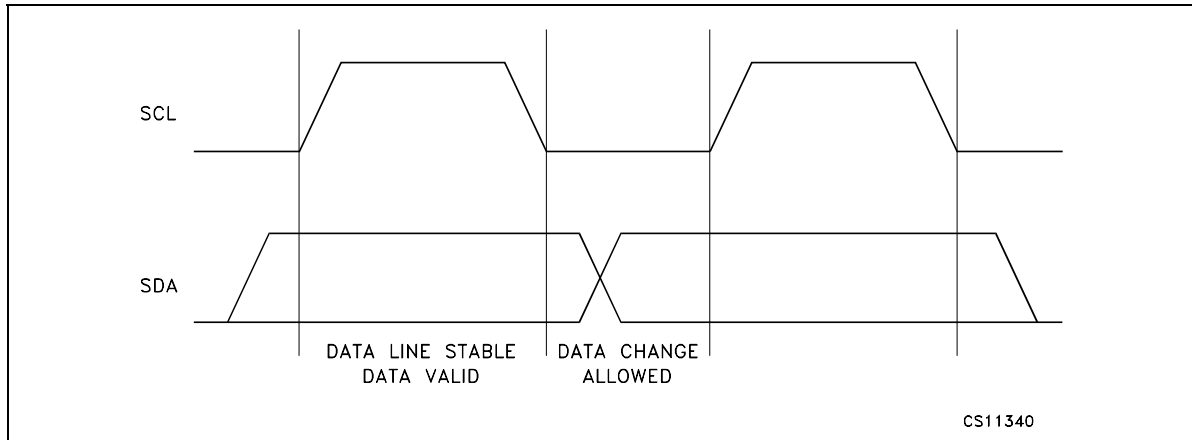 SCL
SDA
DATA LINE STABLE
DATA VALID
DATA CHANGE
ALLOWED
CS11340